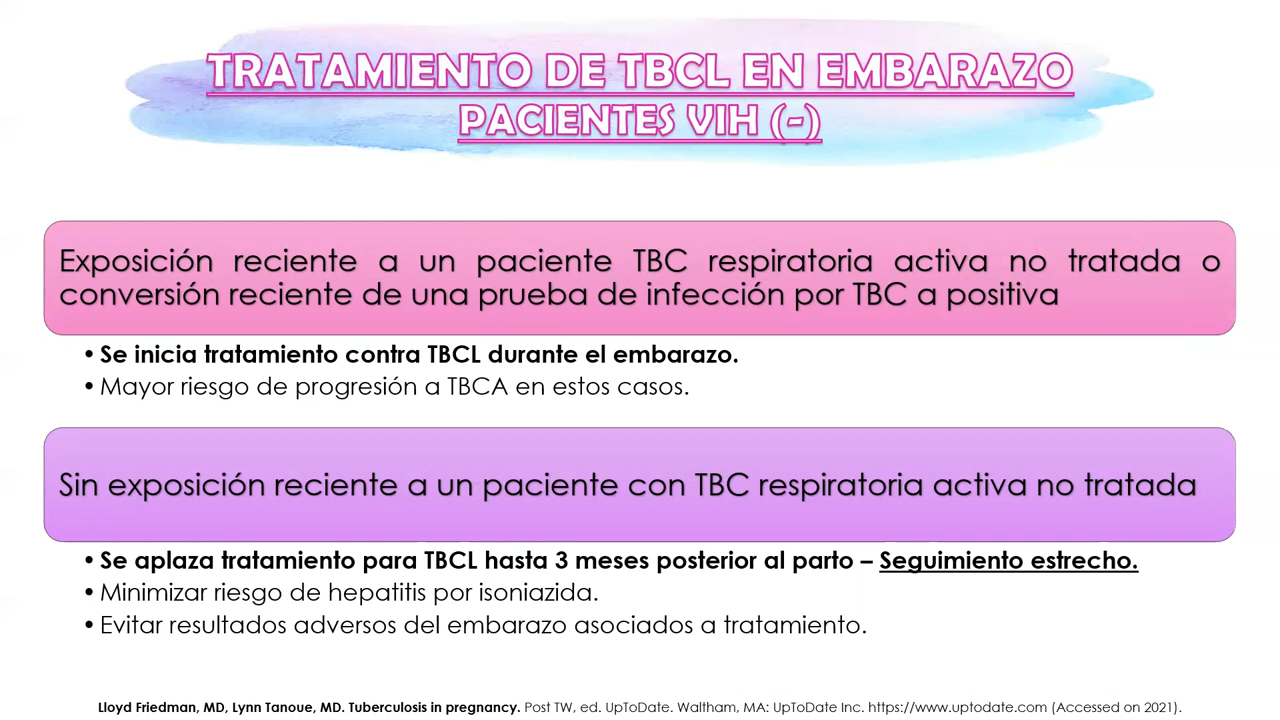 TRATAMIENTO DE TBCL EN EMBARAZO
PACIENTES VIH (-)
Exposición reciente a un paciente TBC respiratoria activa no tratada o
conversión reciente de una prueba de infección por TBC a positiva
• Se inicia tratamiento contra TBCL durante el embarazo.
• Mayor riesgo de progresión a TBCA en estos casos.
Sin exposición reciente a un paciente con TBC respiratoria activa no tratada
• Se aplaza tratamiento para TBCL hasta 3 meses posterior al parto – Seguimiento estrecho.
• Minimizar riesgo de hepatitis por isoniazida.
• Evitar resultados adversos del embarazo asociados a tratamiento.
Lloyd Friedman, MD, Lynn Tanoue, MD. Tuberculosis in pregnancy. Post TW, ed. UpToDate. Waltham, MA: UpToDate Inc. https://www.uptodate.com (Accessed on 2021).